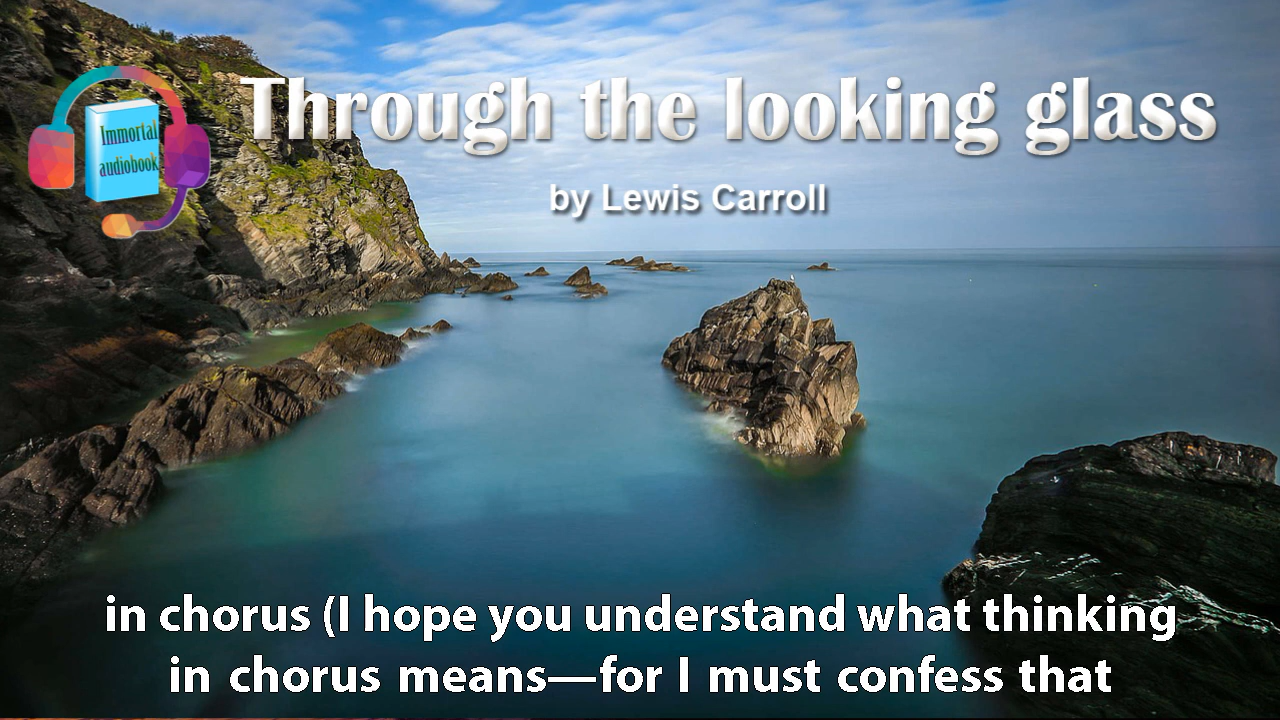 Through the looking glass
Immortal
audiobook
by Lewis Carroll
in chorus (I hope you understand what thinking
in chorus means—for I must confess that